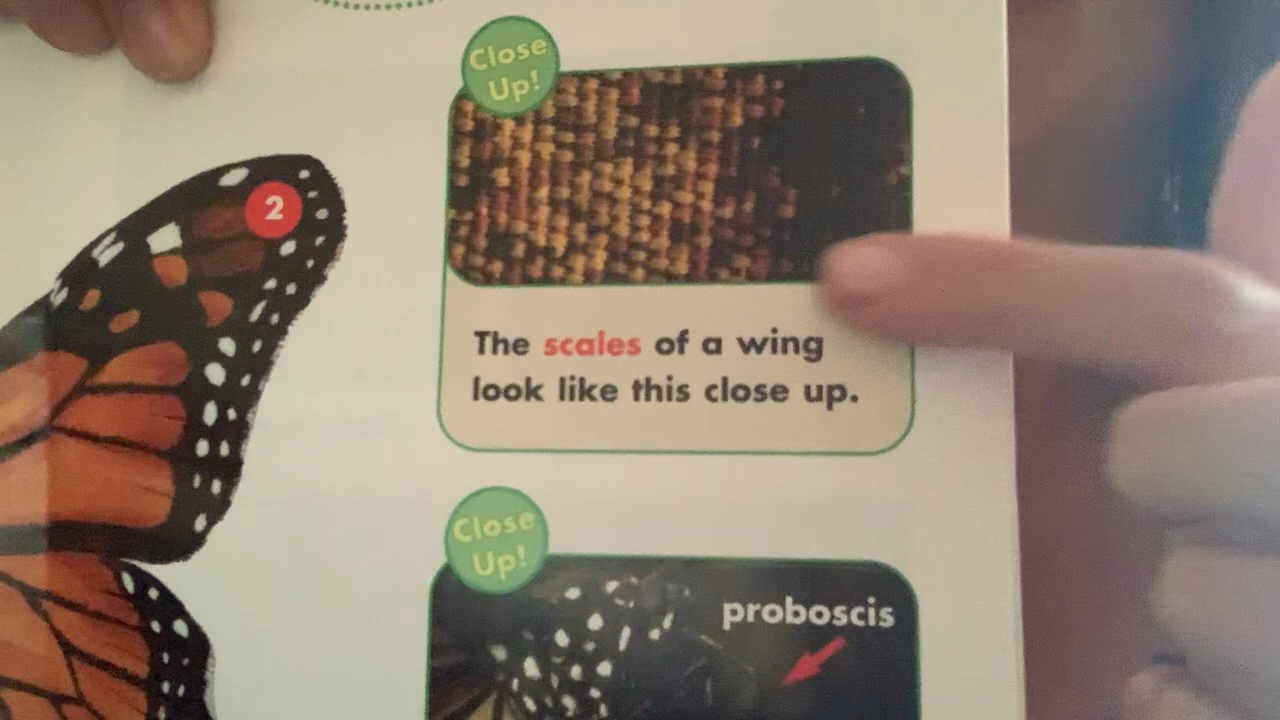 Close
Up!
2
The scales of a wing
look like this close up.
Close
Up!
proboscis